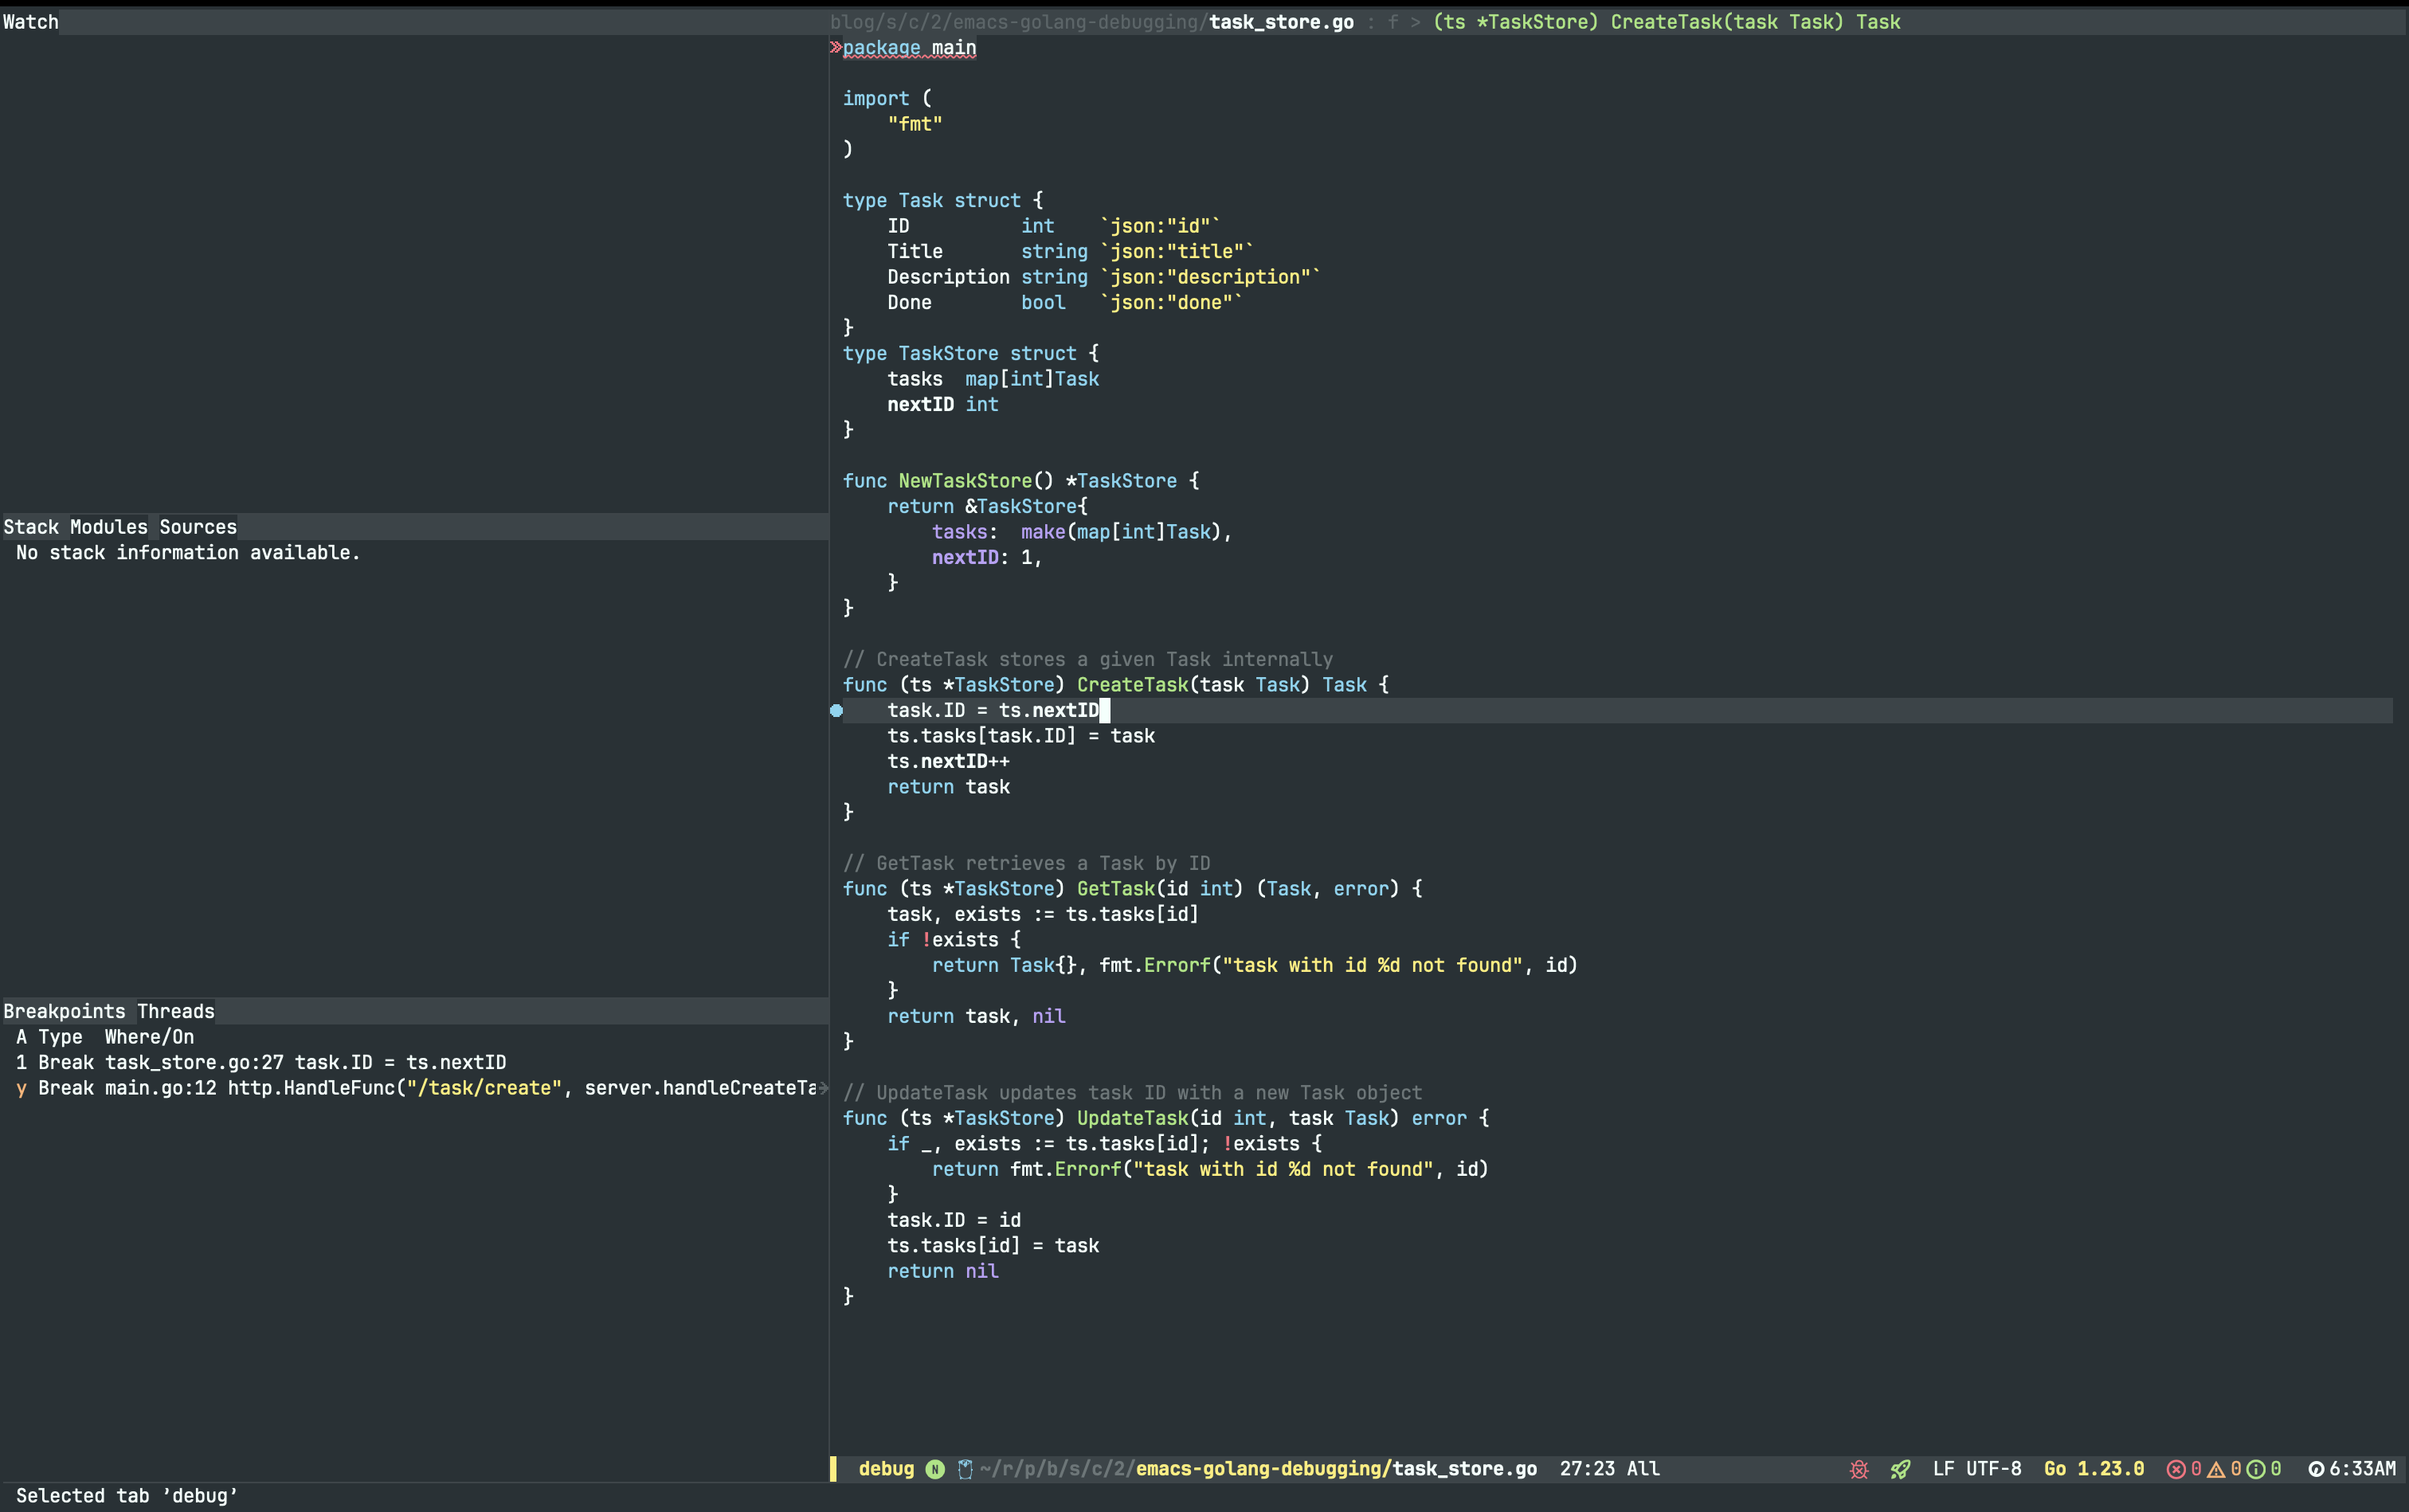 Watch
Stack Modules Sources
No stack information available.
Breakpoints Threads
A Type  Where/On
1 Break task_store.go:27 task.ID = ts.nextID
y Break main.go:12 http.HandleFunc("/task/create", server.handleCreateTa
blog/s/c/2/emacs-golang-debugging/task_store.go : f > (ts *TaskStore) CreateTask(task Task) Task
package main

import (
    "fmt"
)

type Task struct {
    ID          int    `json:"id"`
    Title       string `json:"title"`
    Description string `json:"description"`
    Done        bool   `json:"done"`
}
type TaskStore struct {
    tasks  map[int]Task
    nextID int
}

func NewTaskStore() *TaskStore {
    return &TaskStore{
        tasks:  make(map[int]Task),
        nextID: 1,
    }
}

// CreateTask stores a given Task internally
func (ts *TaskStore) CreateTask(task Task) Task {
    task.ID = ts.nextID
    ts.tasks[task.ID] = task
    ts.nextID++
    return task
}

// GetTask retrieves a Task by ID
func (ts *TaskStore) GetTask(id int) (Task, error) {
    task, exists := ts.tasks[id]
    if !exists {
        return Task{}, fmt.Errorf("task with id %d not found", id)
    }
    return task, nil
}

// UpdateTask updates task ID with a new Task object
func (ts *TaskStore) UpdateTask(id int, task Task) error {
    if _, exists := ts.tasks[id]; !exists {
        return fmt.Errorf("task with id %d not found", id)
    }
    task.ID = id
    ts.tasks[id] = task
    return nil
}
debug N ~/r/p/b/s/c/2/emacs-golang-debugging/task_store.go  27:23 All  LF UTF-8  Go 1.23.0  0 0 0  6:33AM
Selected tab ’debug’